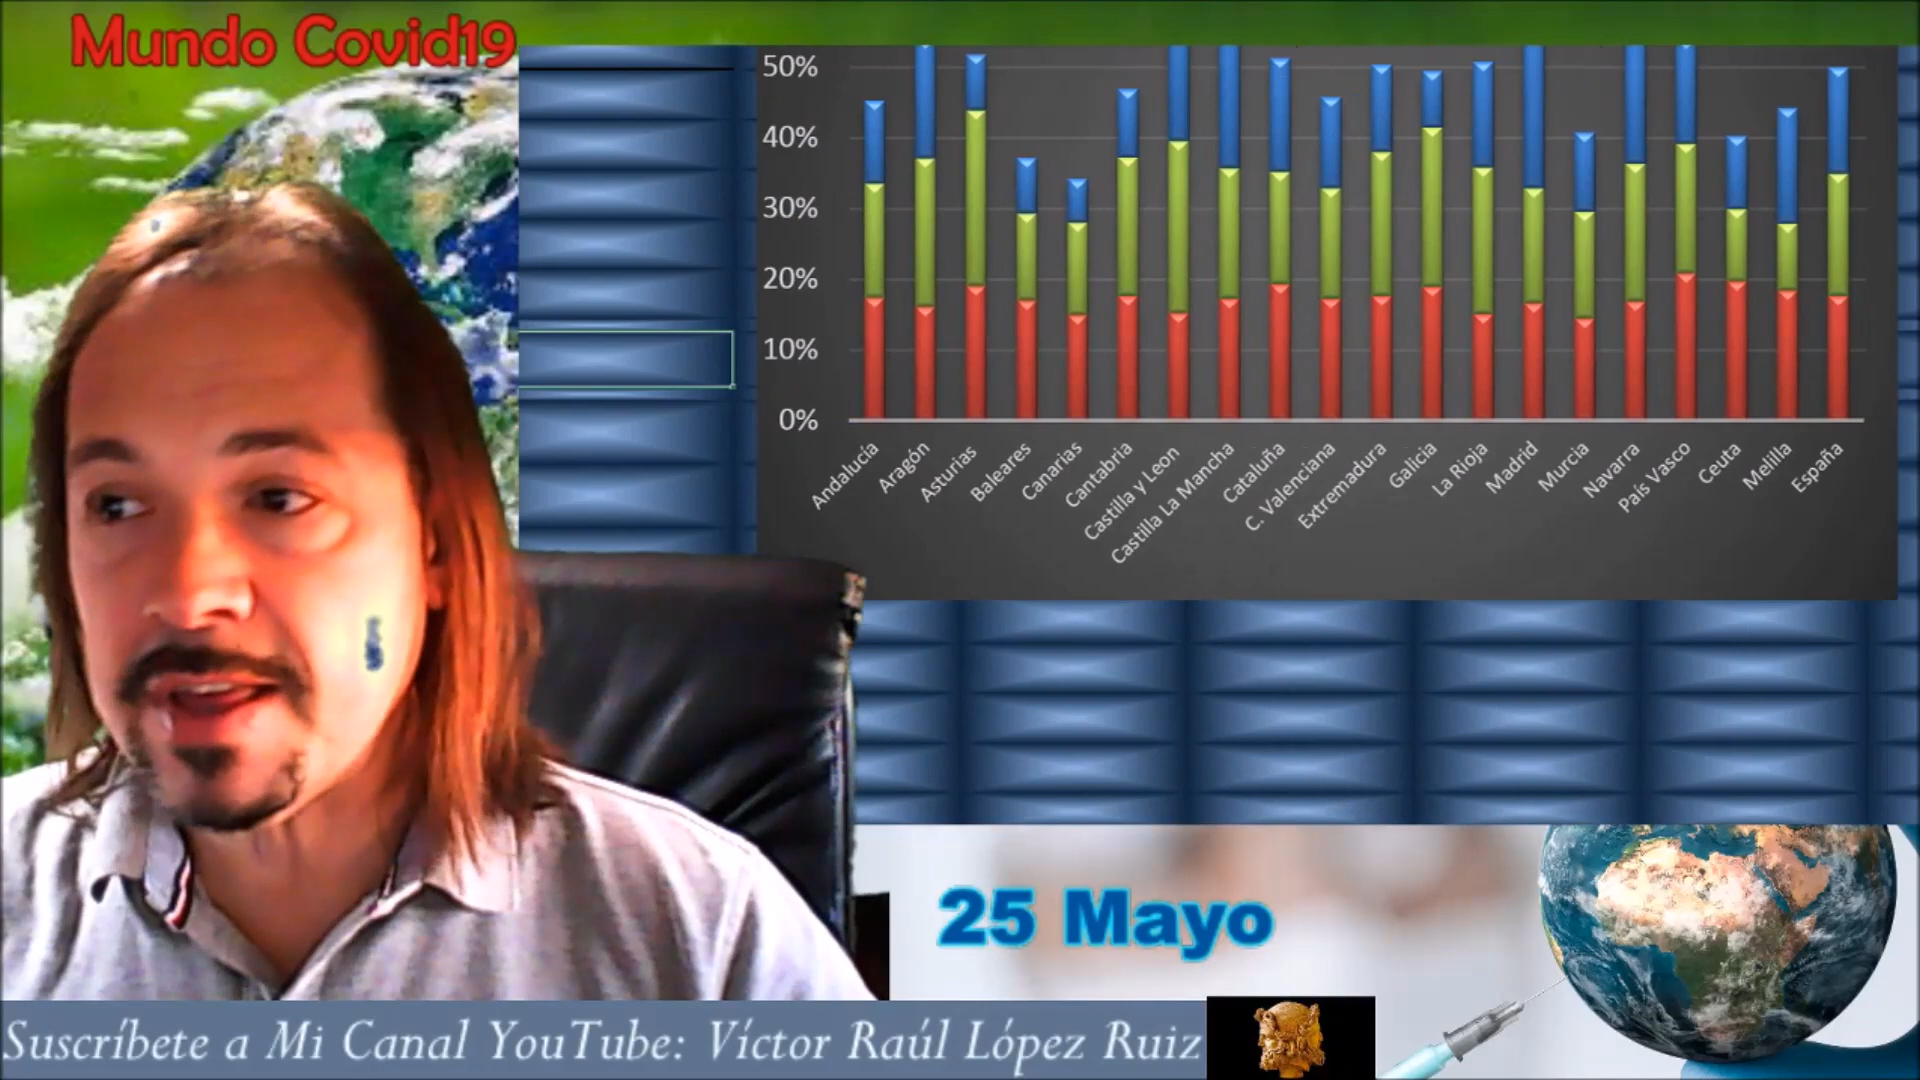 Mundo Covid19
50%
40%
30%
20%
10%
0%
Andalucía
Aragón
Asturias
Baleares
Canarias
Cantabria
Castilla y Leon
Castilla La Mancha
Cataluña
C. Valenciana
Extremadura
Galicia
La Rioja
Madrid
Murcia
Navarra
País Vasco
Ceuta
Melilla
España
25 Mayo
Suscríbete a Mi Canal YouTube: Víctor Raúl López Ruiz